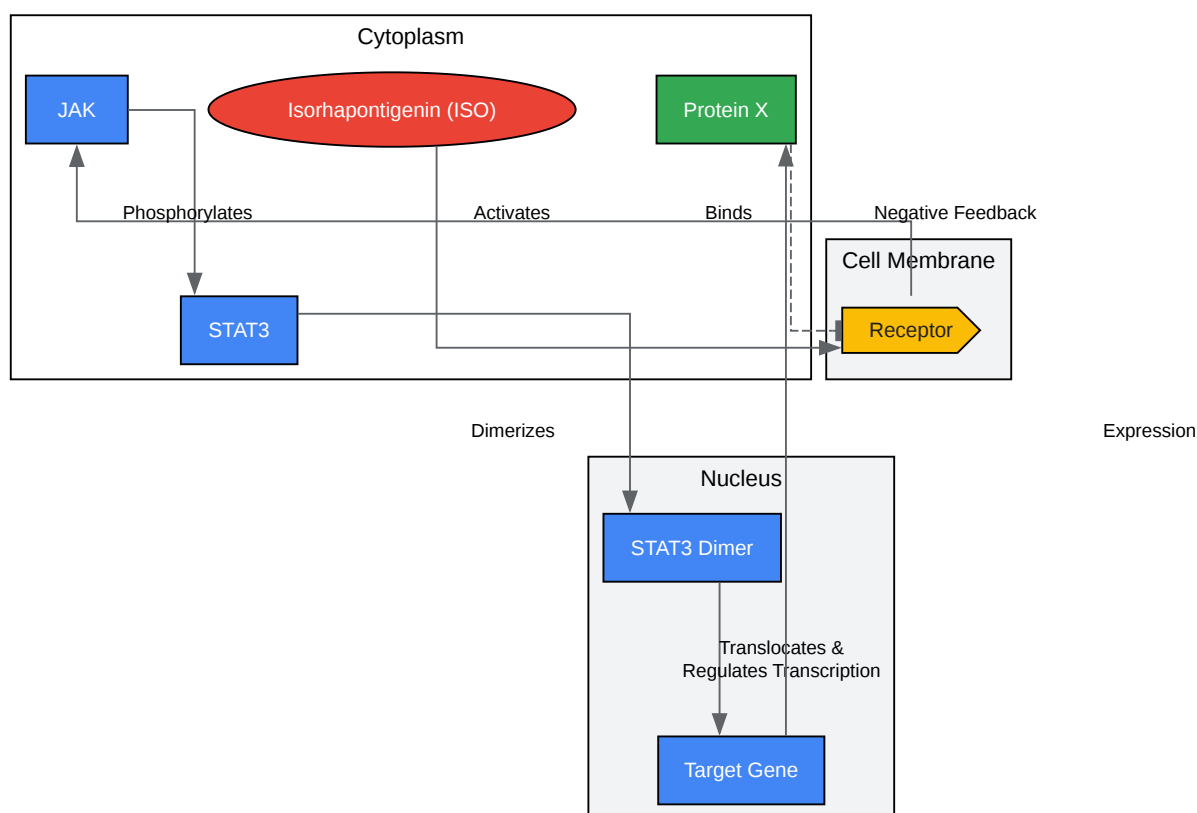 Cytoplasm
JAK
Isorhapontigenin (ISO)
Protein X
Phosphorylates
Activates
Binds
Negative Feedback
Cell Membrane
STAT3
Receptor
Dimerizes
Expression
Nucleus
STAT3 Dimer
Translocates &
Regulates Transcription
Target Gene